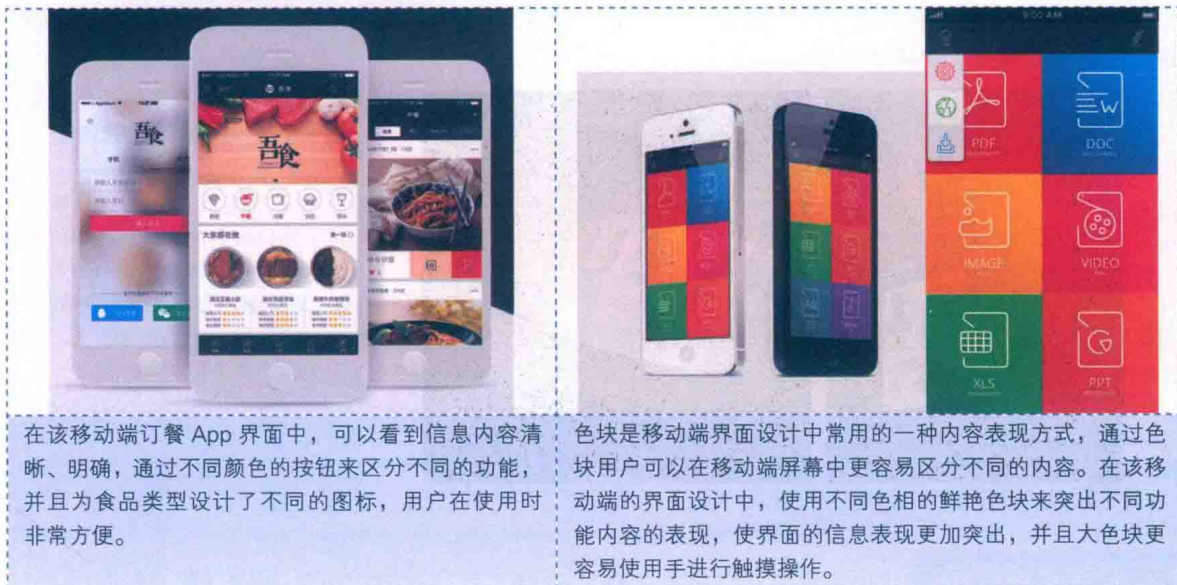 吾食
手机
吾食
大家都在做
9:00 AM
PDF
DOC
IMAGE
VIDEO
XLS
PPT
在该移动端订餐 App 界面中，可以看到信息内容清
晰、明确，通过不同颜色的按钮来区分不同的功能，
并且为食品类型设计了不同的图标，用户在使用时
非常方便。
色块是移动端界面设计中常用的一种内容表现方式，通过色
块用户可以在移动端屏幕中更容易区分不同的内容。在该移
动端的界面设计中，使用不同色相的鲜艳色块来突出不同功
能内容的表现，使界面的信息表现更加突出，并且大色块更
容易使用手进行触摸操作。